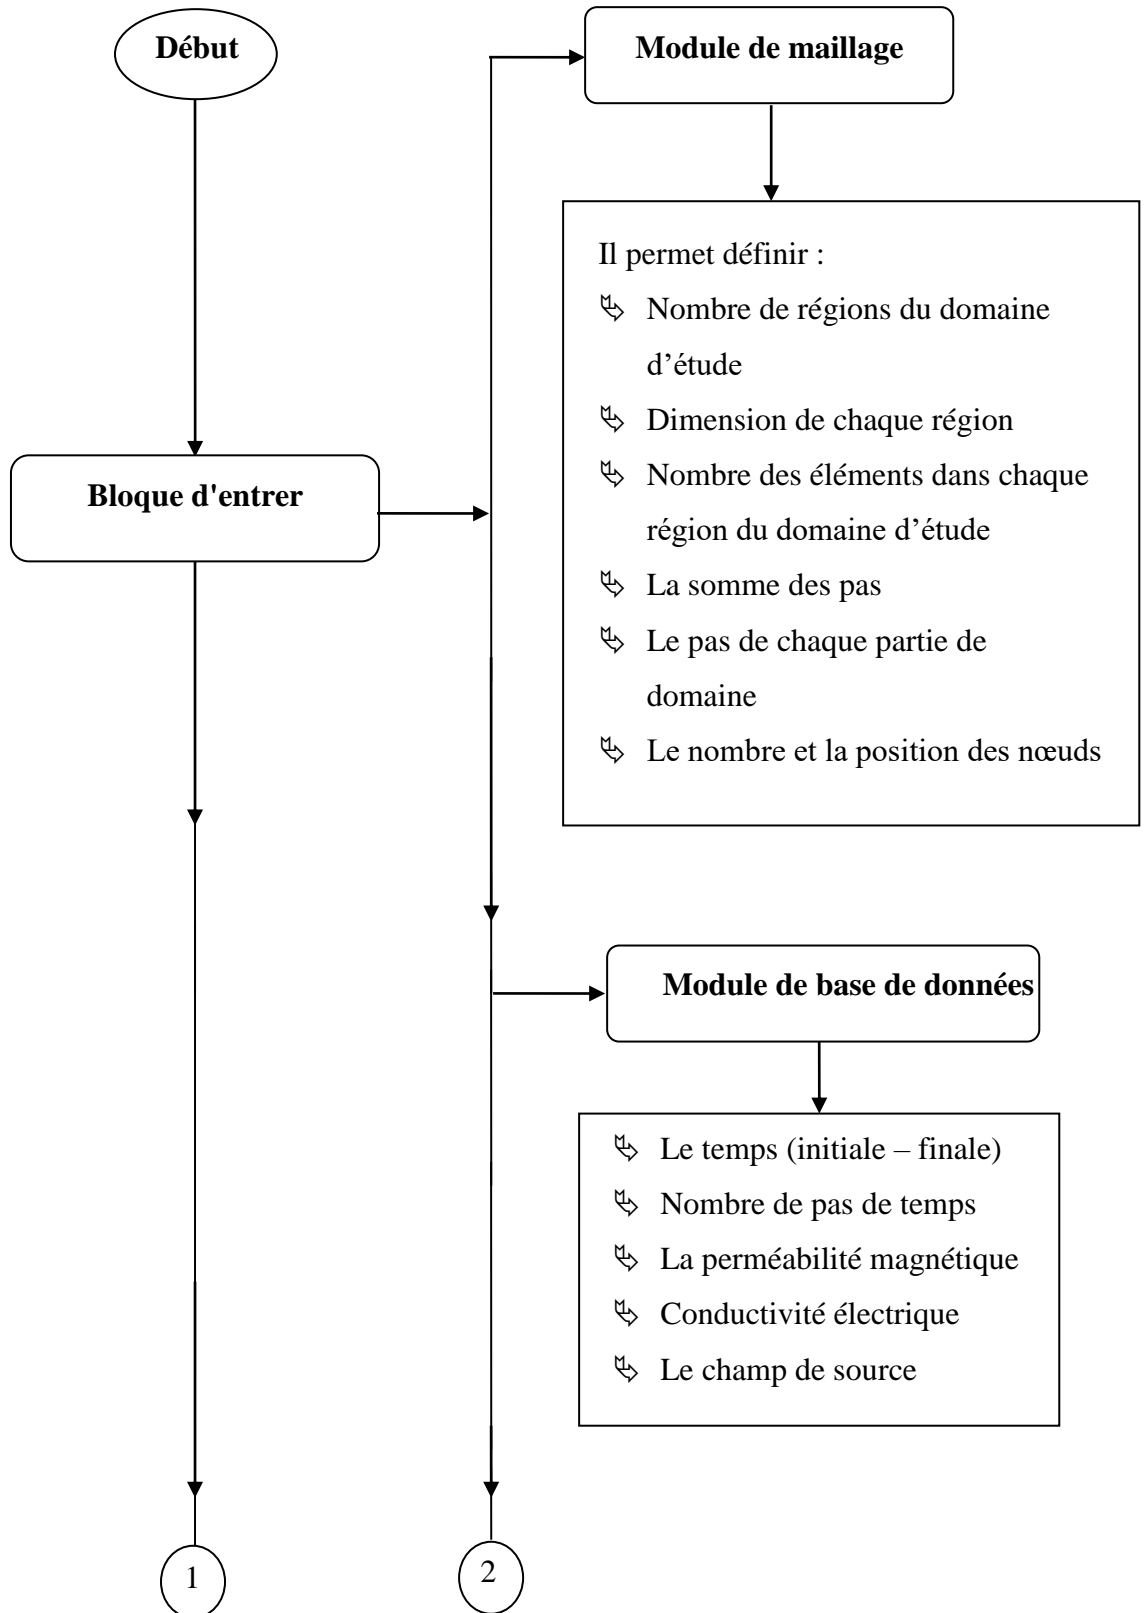 Début
Module de maillage
Il permet définir :
Nombre de régions du domaine
d’étude
Dimension de chaque région
Nombre des éléments dans chaque
région du domaine d’étude
La somme des pas
Le pas de chaque partie de
domaine
Le nombre et la position des nœuds
Bloque d'entrer
Module de base de données
Le temps (initiale – finale)
Nombre de pas de temps
La perméabilité magnétique
Conductivité électrique
Le champ de source
1
2